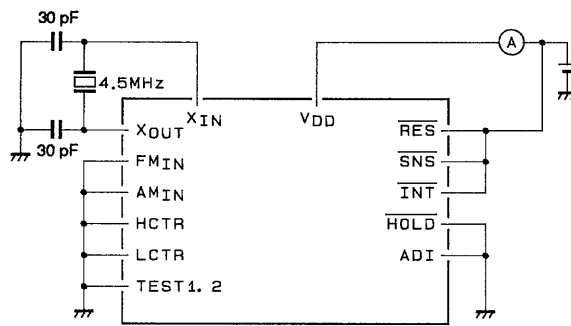 30 pF
A
4.5MHz
XIN
VDD
XOUT
RES
30 pF
FMIN
SNS
AMIN
INT
HCTR
HOLD
LCTR
ADI
TEST1. 2